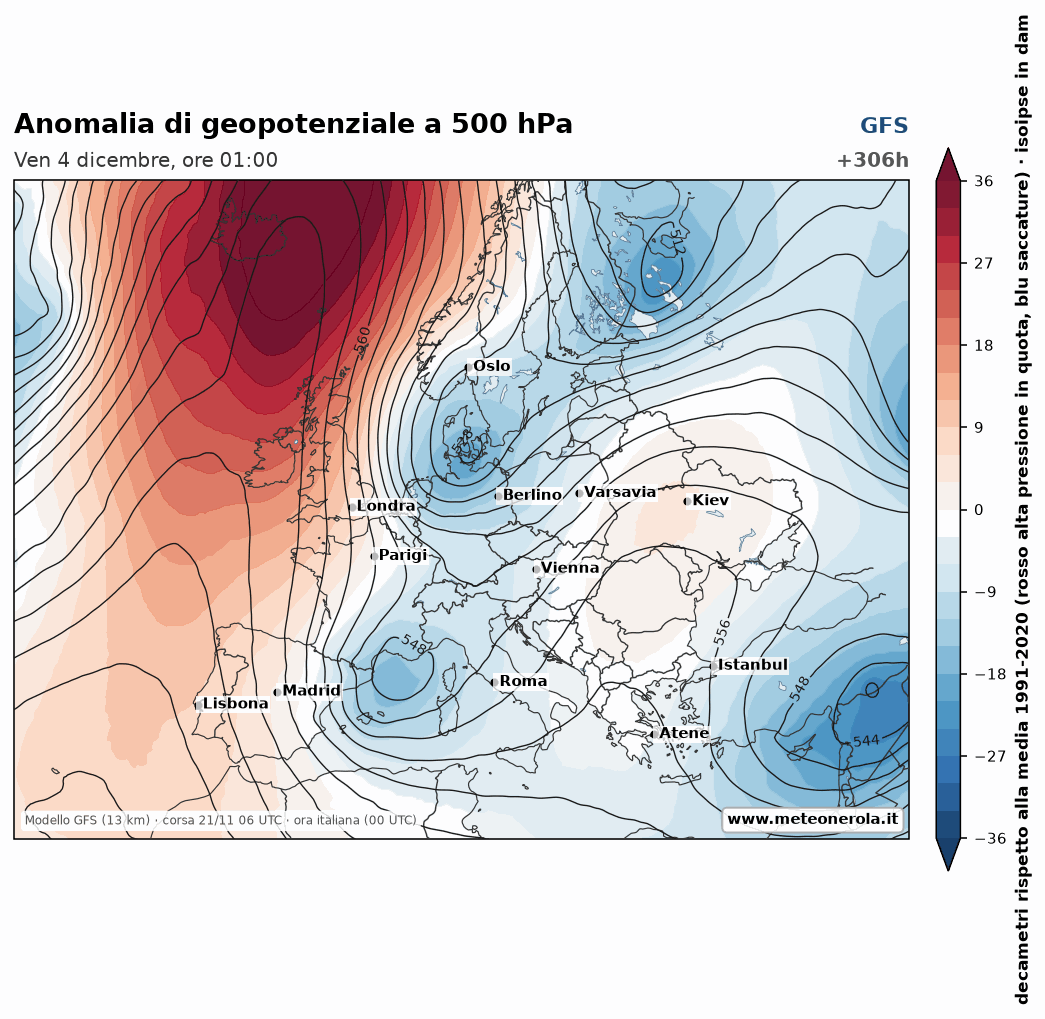 Anomalia di geopotenziale a 500 hPa
GFS
Ven 4 dicembre, ore 01:00
+306h
560
Oslo
528
Londra
Berlino
Varsavia
Kiev
Parigi
Vienna
548
556
Istanbul
Madrid
Roma
548
Lisbona
Atene
544
Modello GFS (13 km) · corsa 21/11 06 UTC · ora italiana (00 UTC)
www.meteonerola.it
36
27
18
9
0
−9
−18
−27
−36
decametri rispetto alla media 1991-2020 (rosso alta pressione in quota, blu saccature) · isoipse in dam